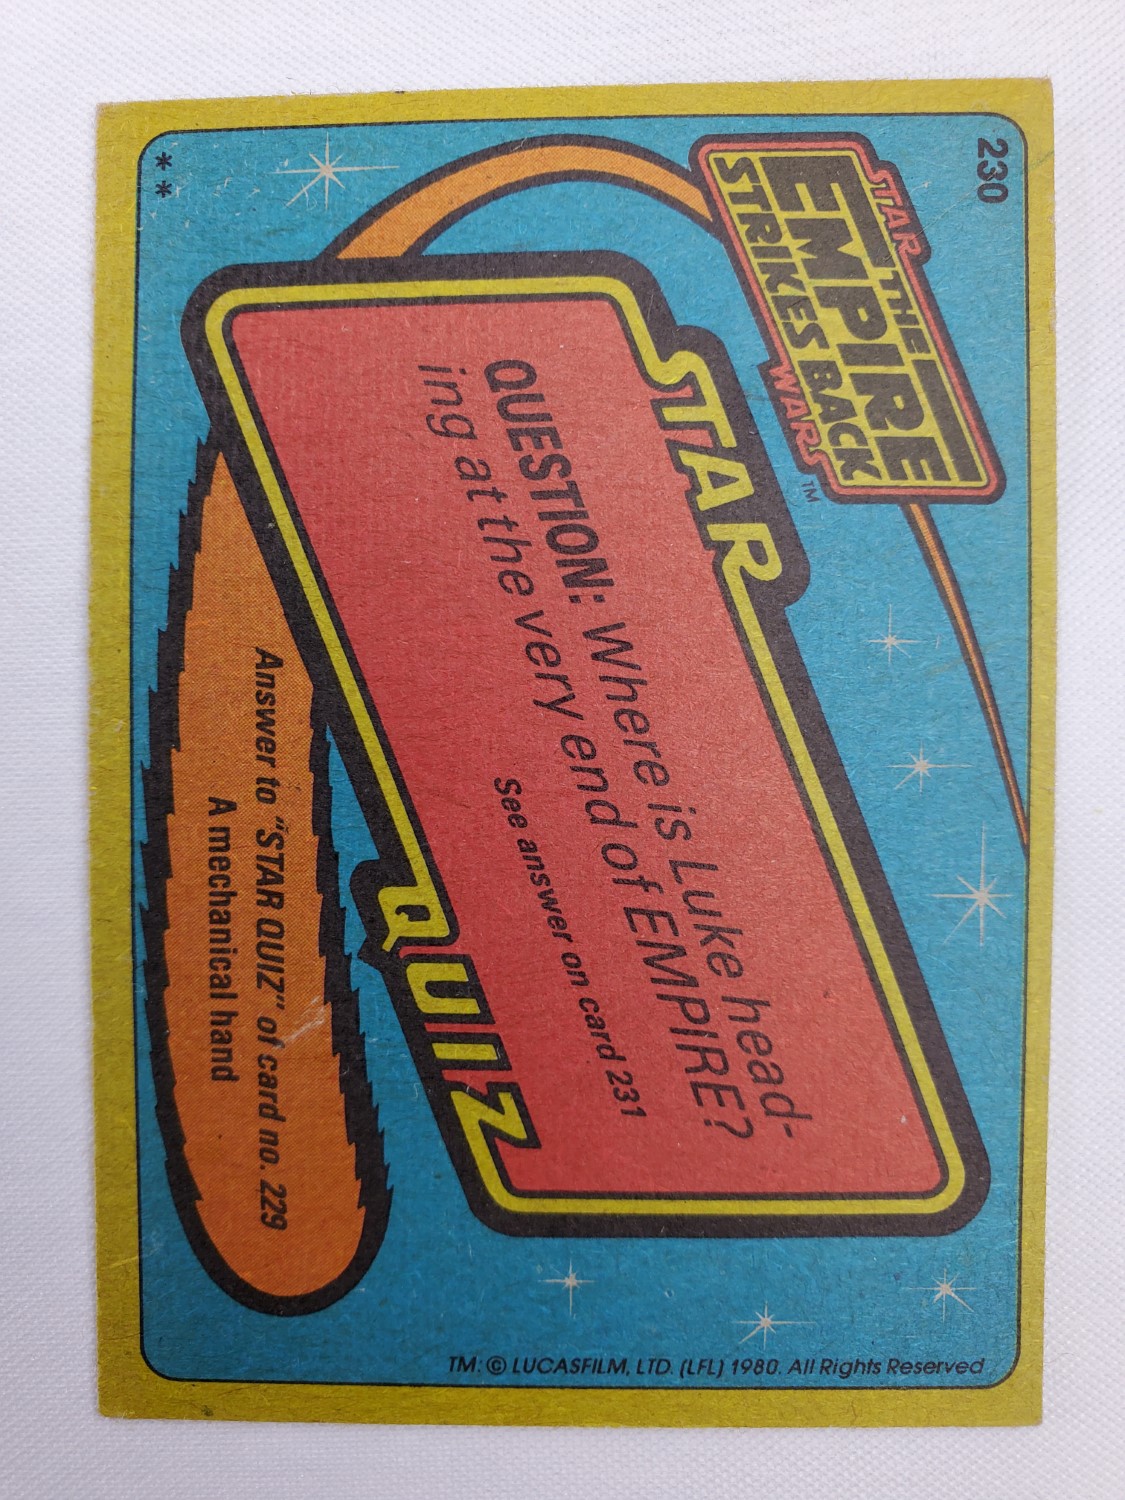 230
STAR
THE
EMPIRE
STRIKES BACK
WARS™
STAR
QUESTION: Where is Luke head-
ing at the very end of EMPIRE?
See answer on card 231
QUIZ
Answer to "STAR QUIZ" of card no. 229
A mechanical hand
**
TM: © LUCASFILM, LTD. (LFL) 1980. All Rights Reserved